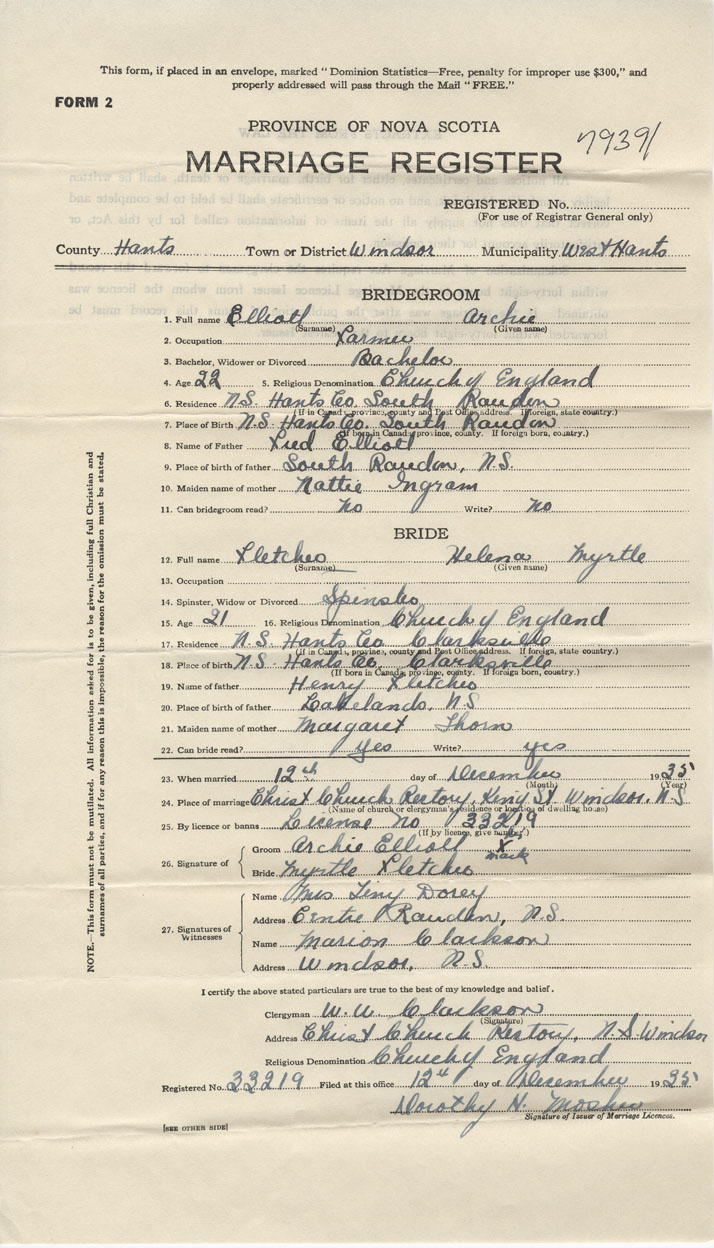 This form, if placed in an envelope, marked "Dominion Statistics—Free, penalty for improper use $300," and
properly addressed will pass through the Mail "FREE."
FORM 2
PROVINCE OF NOVA SCOTIA
7939/
MARRIAGE REGISTER
REGISTERED No.
(For use of Registrar General only)
County Hants Town or District Windsor Municipality West Hants
BRIDEGROOM
1. Full name Elliott Archie
(Surname) (Given name)
2. Occupation Farmer
3. Bachelor, Widower or Divorced Bachelor
4. Age 22 5. Religious Denomination Church of England
6. Residence N.S. Hants Co. South Rawdon
(If in Canada, province, county and Post Office address. If foreign, state country.)
7. Place of Birth N.S. Hants Co. South Rawdon
(If born in Canada, province, county. If foreign born, country.)
8. Name of Father Fred Elliott
9. Place of birth of father South Rawdon, N.S.
10. Maiden name of mother Nattie Ingram
11. Can bridegroom read? No Write? No
BRIDE
12. Full name Fletcher Helena Myrtle
(Surname) (Given name)
13. Occupation
14. Spinster, Widow or Divorced Spinster
15. Age 21 16. Religious Denomination Church of England
17. Residence N.S. Hants Co. Clarksville
(If in Canada, province, county and Post Office address. If foreign, state country.)
18. Place of birth N.S. Hants Co. Clarksville
(If born in Canada, province, county. If foreign born, country.)
19. Name of father Henry Fletcher
20. Place of birth of father Lakelands, N.S
21. Maiden name of mother Margaret Thorn
22. Can bride read? Yes Write? yes
23. When married 12th day of December 1935
(Month) (Year)
24. Place of marriage Christ Church Rectory, King St. Windsor, N.S
(Name of church or clergyman's residence or location of dwelling house)
25. By licence or banns License No 33219
(If by licence, give number.)
26. Signature of
Groom Archie Elliott X mark
Bride Myrtle Fletcher
27. Signatures of Witnesses
Name Mrs Teny Dorey
Address Centre Rawdon, N.S.
Name Marion Clarkson
Address Windsor, N.S.
I certify the above stated particulars are true to the best of my knowledge and belief.
Clergyman W. W. Clarkson
(Signature)
Address Christ Church Rectory, N.S Windsor
Religious Denomination Church of England
Registered No. 33219 Filed at this office 12th day of December 1935
Dorothy H. Mosher
Signature of Issuer of Marriage Licences.
[SEE OTHER SIDE]
NOTE.—This form must not be mutilated. All information asked for is to be given, including full Christian and
surnames of all parties, and if for any reason this is impossible, the reason for the omission must be stated.